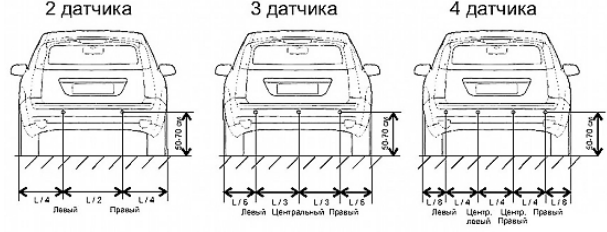 2 датчика
3 датчика
4 датчика
50-70 см
50-70 см
50-70 см
L / 4
L / 2
L / 4
Левый
Правый
L / 6
L / 3
L / 3
L / 6
Левый
Центральный
Правый
L / 8
L / 4
L / 4
L / 4
L / 8
Левый
Центр. левый
Центр. Правый
Правый